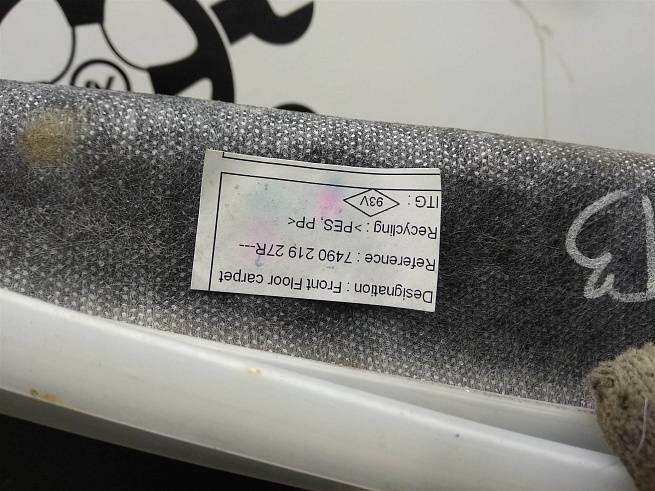 Designation : Front Floor carpet
Reference : 7490 219 27R---
Recycling : >PES, PP<
ITG : 93V